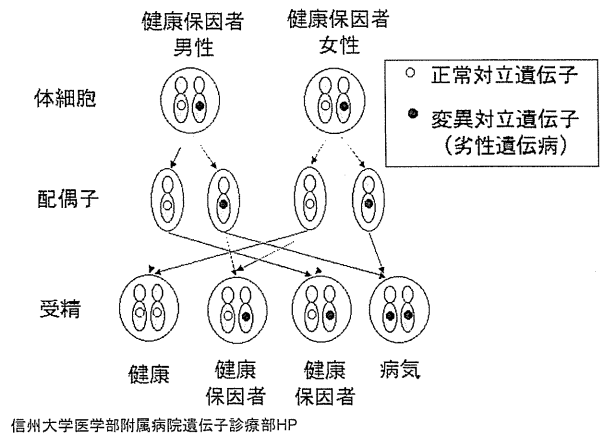 健康保因者
男性
健康保因者
女性
体細胞
正常対立遺伝子
変異対立遺伝子
(劣性遺伝病)
配偶子
受精
健康
健康
保因者
健康
保因者
病気
信州大学医学部附属病院遺伝子診療部HP